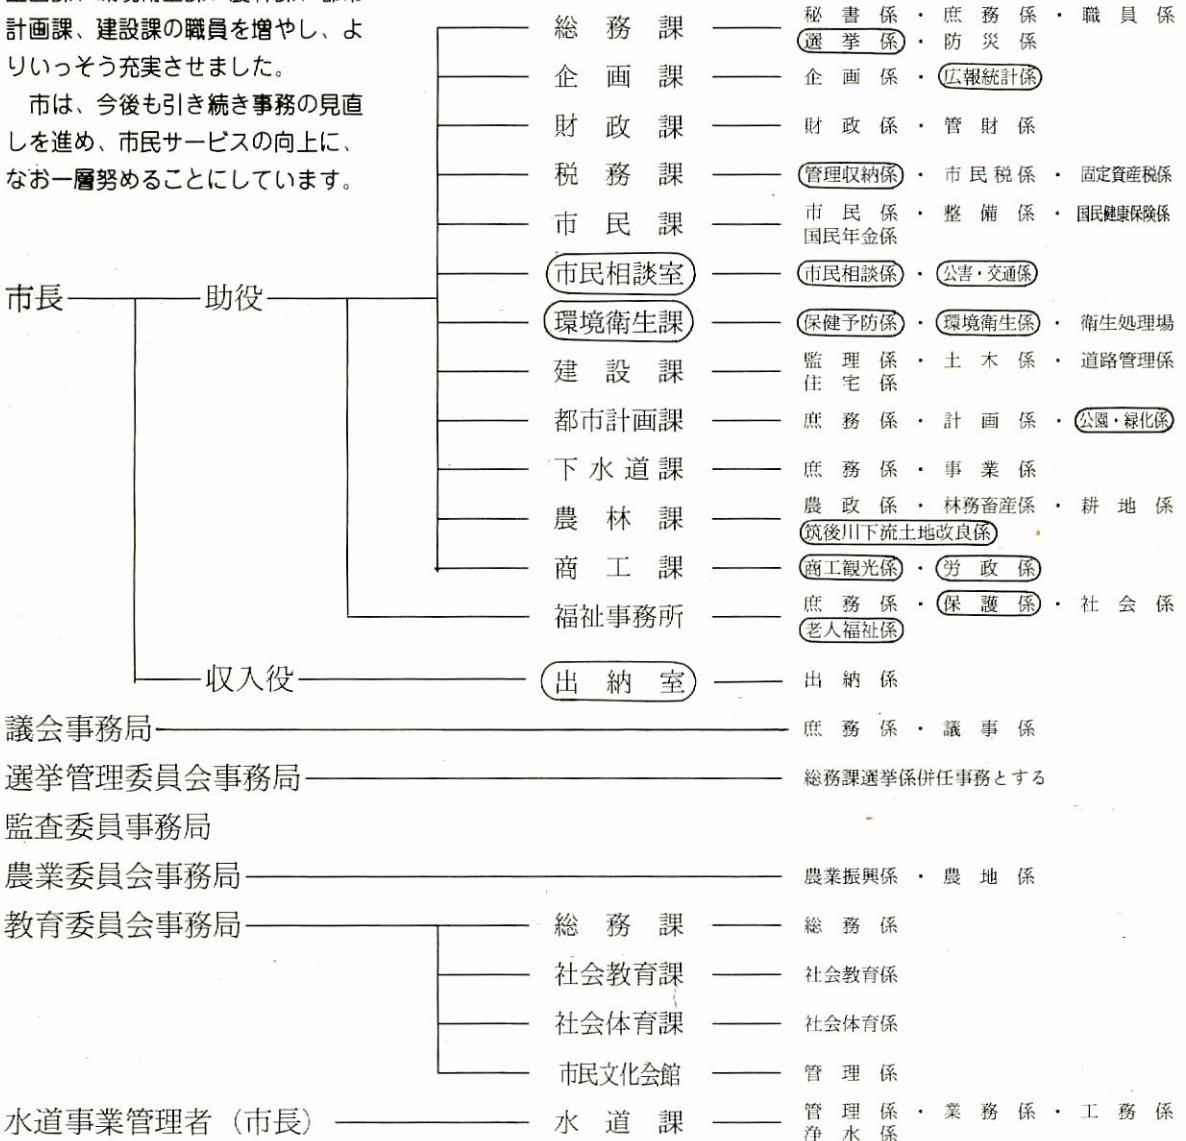 計画課、建設課の職員を増やし、よ
りいっそう充実させました。
市は、今後も引き続き事務の見直
しを進め、市民サービスの向上に、
なお一層努めることにしています。
市長
助役
総務課
秘書係・庶務係・職員係
選挙係・防災係
企画課
企画係・広報統計係
財政課
財政係・管財係
税務課
管理収納係・市民税係・固定資産税係
市民課
市民係・整備係・国民健康保険係
国民年金係
市民相談室
市民相談係・公害・交通係
環境衛生課
保健予防係・環境衛生係・衛生処理場
建設課
監理係・土木係・道路管理係
住宅係
都市計画課
庶務係・計画係・公園・緑化係
下水道課
庶務係・事業係
農林課
農政係・林務畜産係・耕地係
筑後川下流土地改良係
商工課
商工観光係・労政係
福祉事務所
庶務係・保護係・社会係
老人福祉係
収入役
出納室
出納係
議会事務局
庶務係・議事係
選挙管理委員会事務局
総務課選挙係併任事務とする
監査委員事務局
農業委員会事務局
農業振興係・農地係
教育委員会事務局
総務課
総務係
社会教育課
社会教育係
社会体育課
社会体育係
市民文化会館
管理係
水道事業管理者（市長）
水道課
管理係・業務係・工務係
浄水係